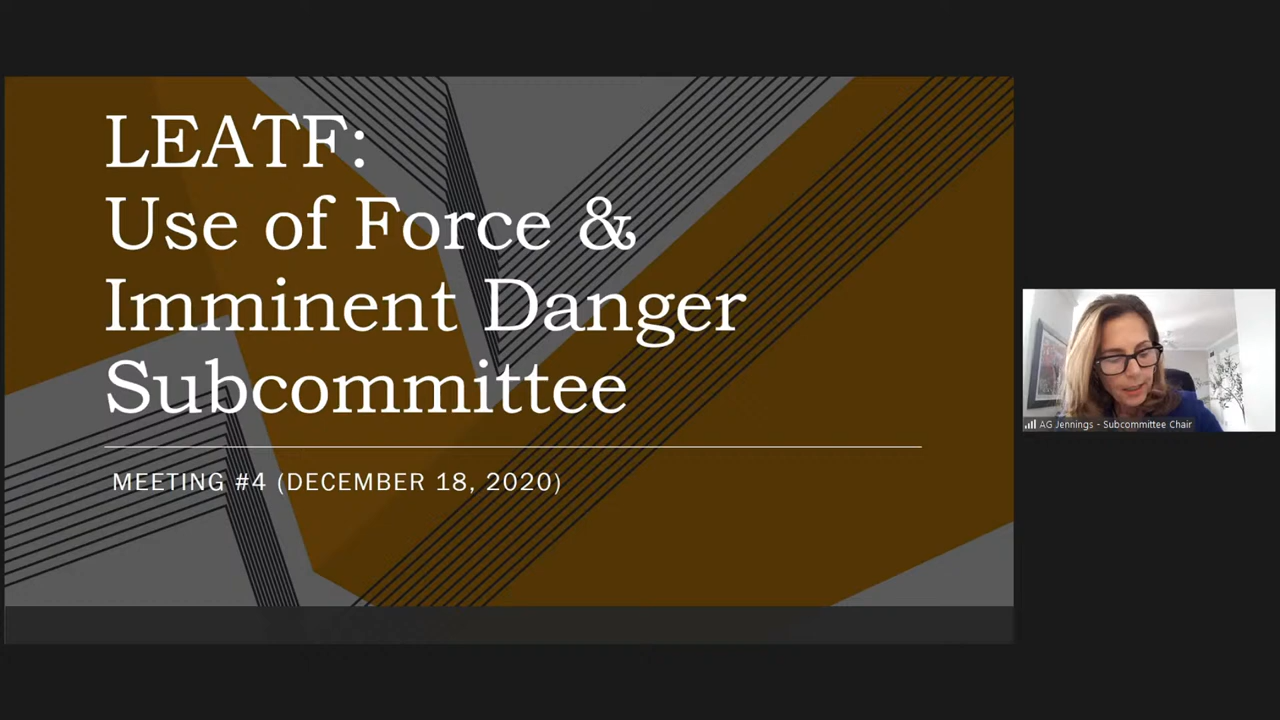 LEATF:
Use of Force &
Imminent Danger
Subcommittee
MEETING #4 (DECEMBER 18, 2020)
AG Jennings - Subcommittee Chair